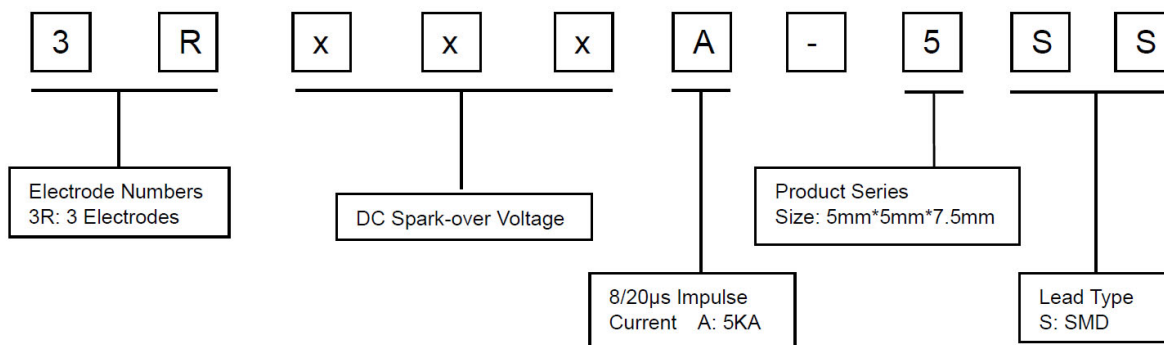 3 R x x x A - 5 S S
Electrode Numbers
3R: 3 Electrodes
DC Spark-over Voltage
Product Series
Size: 5mm*5mm*7.5mm
8/20μs Impulse
Current A: 5KA
Lead Type
S: SMD